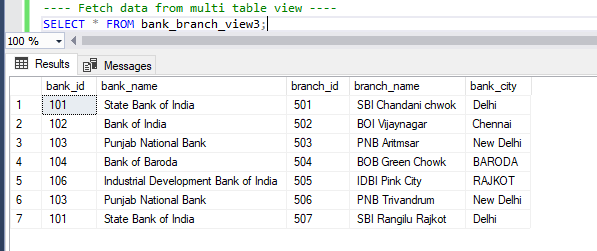 ---- Fetch data from multi table view ----
SELECT * FROM bank_branch_view3;
100 %
Results Messages
bank_id bank_name branch_id branch_name bank_city
1 101 State Bank of India 501 SBI Chandani chwok Delhi
2 102 Bank of India 502 BOI Vijaynagar Chennai
3 103 Punjab National Bank 503 PNB Aritmsar New Delhi
4 104 Bank of Baroda 504 BOB Green Chowk BARODA
5 106 Industrial Development Bank of India 505 IDBI Pink City RAJKOT
6 103 Punjab National Bank 506 PNB Trivandrum New Delhi
7 101 State Bank of India 507 SBI Rangilu Rajkot Delhi